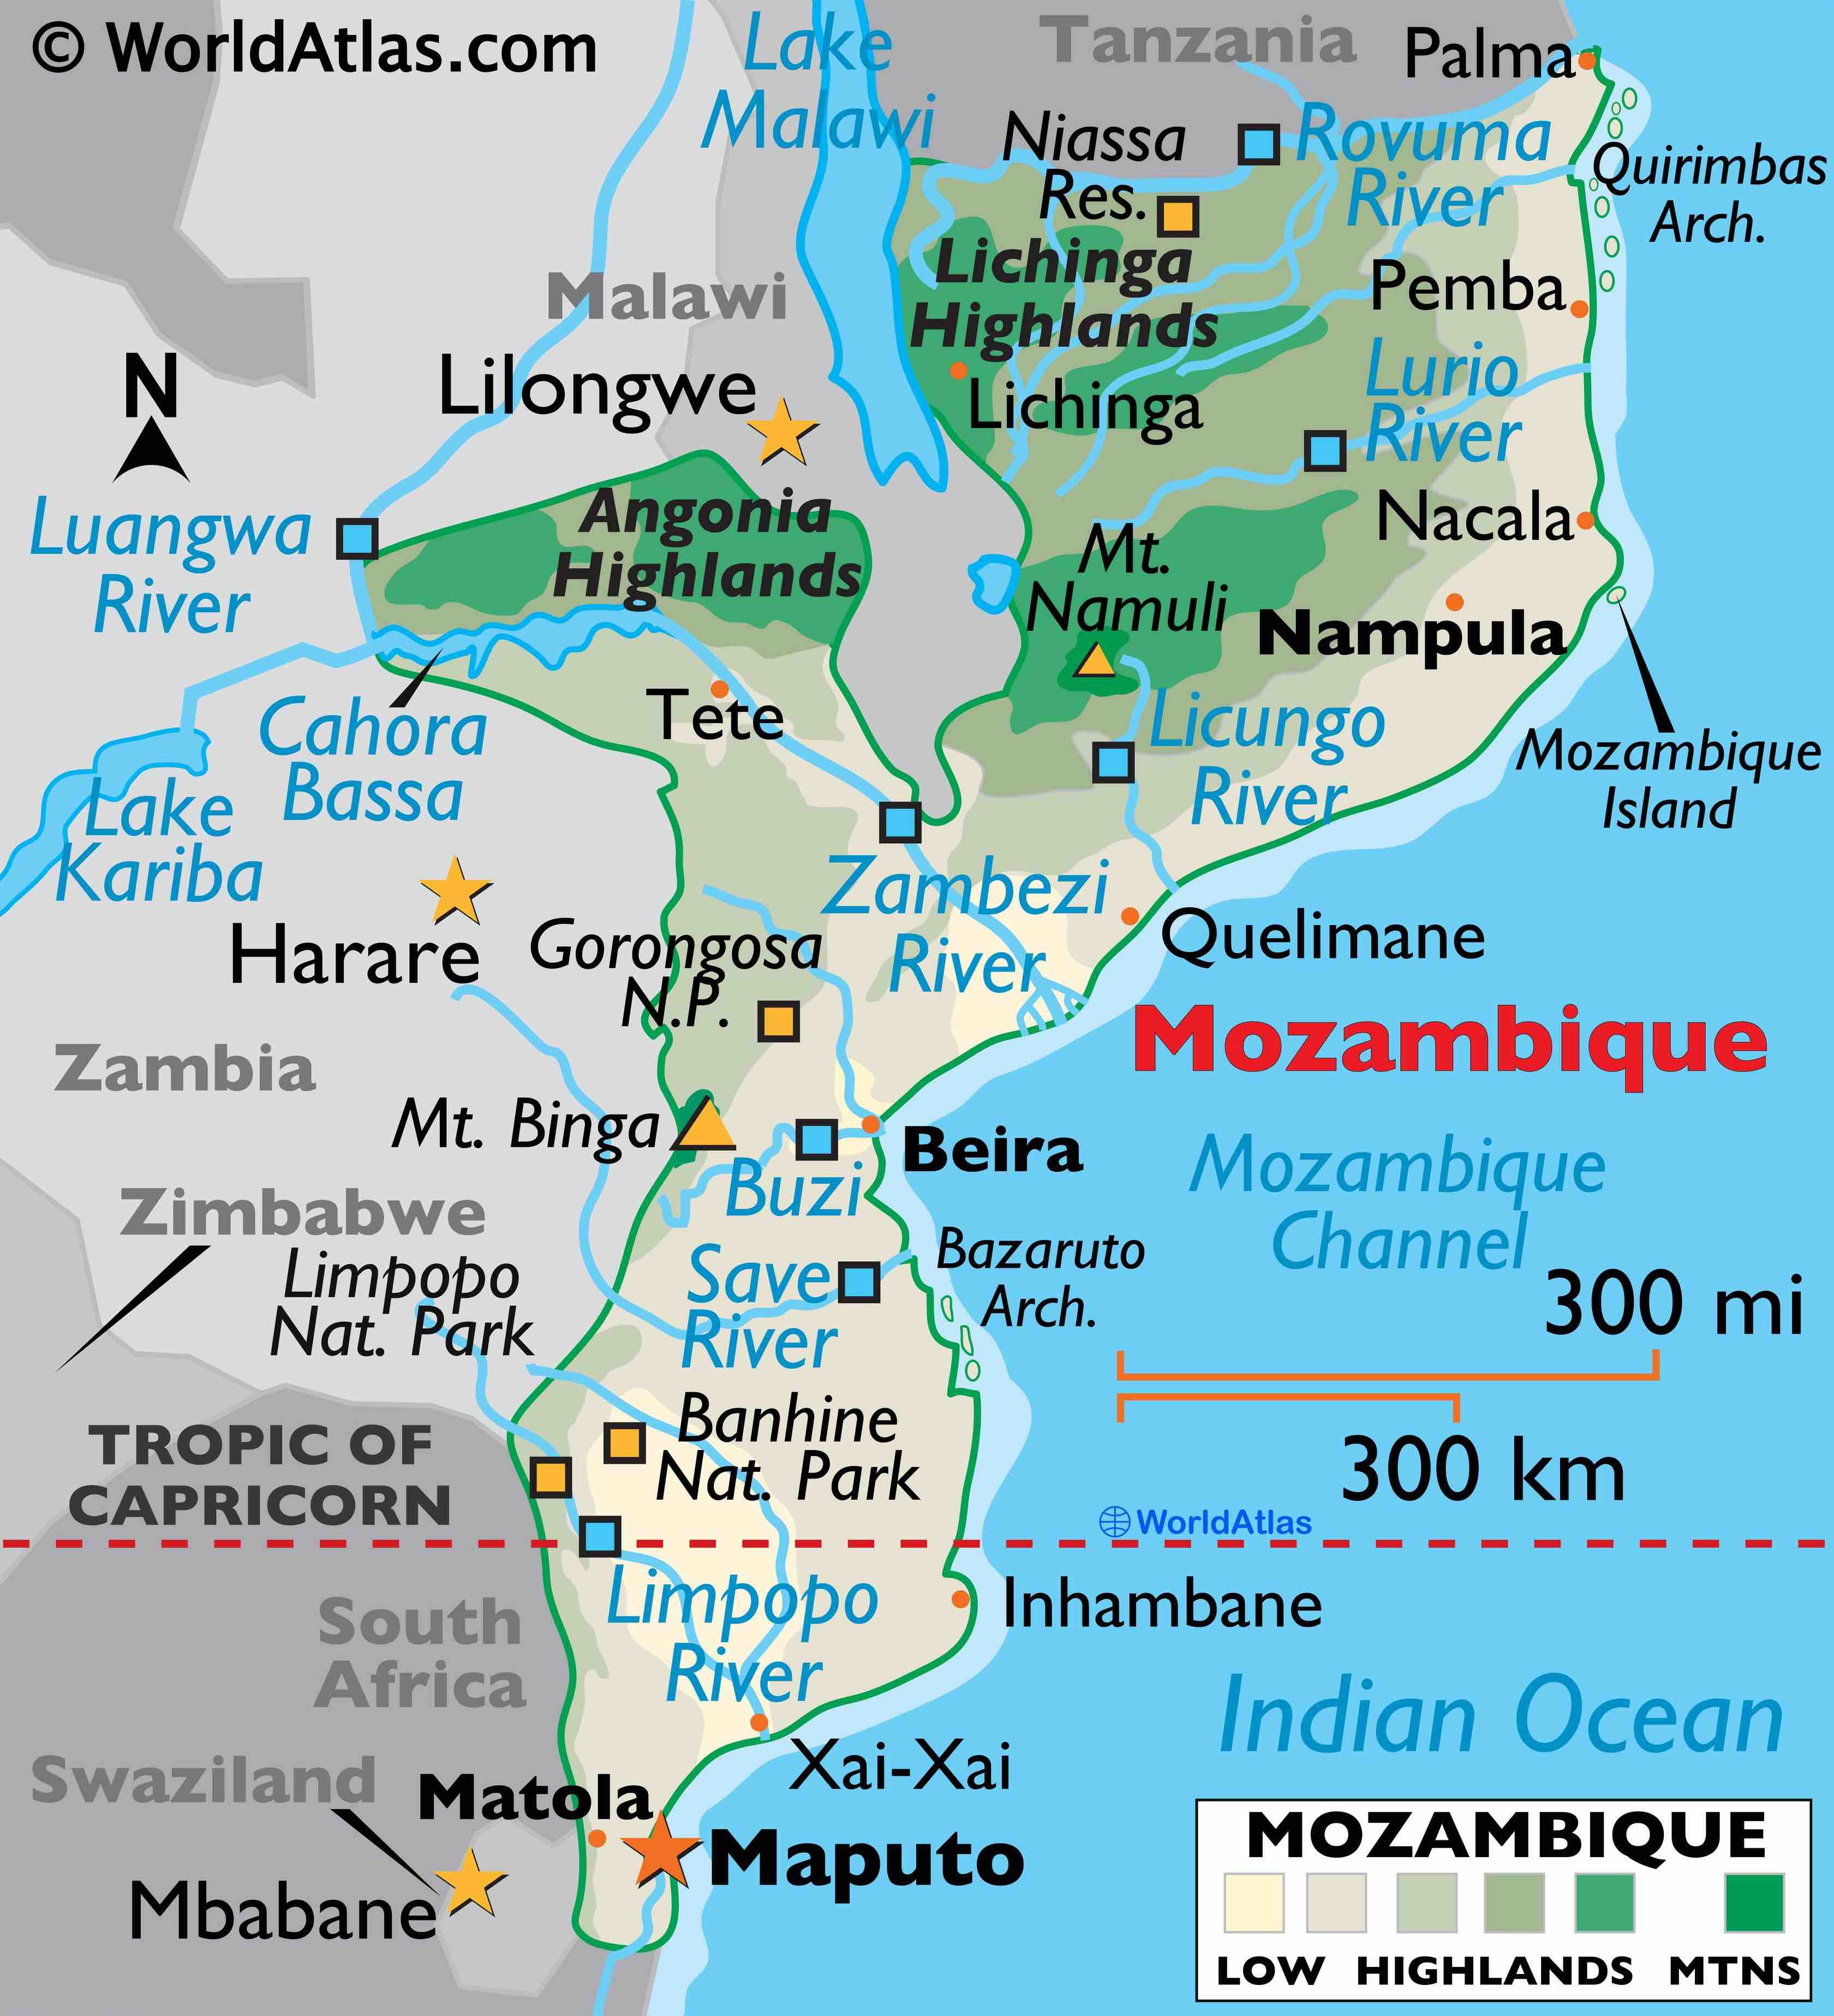 © WorldAtlas.com
Lake
Malawi
Tanzania
Palma
Niassa
Res.
Rovuma
River
Quirimbas
Arch.
Lichinga
Highlands
Malawi
Pemba
N
Lilongwe
Lichinga
Lurio
River
Luangwa
River
Angonia
Highlands
Nacala
Mt.
Namuli
Nampula
Cahora
Bassa
Tete
Licungo
River
Mozambique
Island
Lake
Kariba
Zambezi
River
Harare
Gorongosa
N.P.
Quelimane
Mozambique
Zambia
Mt. Binga
Beira
Buzi
Mozambique
Channel
Zimbabwe
Limpopo
Nat. Park
Save
River
Bazaruto
Arch.
300 mi
300 km
Banhine
Nat. Park
TROPIC OF
CAPRICORN
WorldAtlas
Limpopo
River
Inhambane
South
Africa
Indian Ocean
Xai-Xai
Swaziland
Matola
Maputo
Mbabane
MOZAMBIQUE
LOW HIGHLANDS MTNS